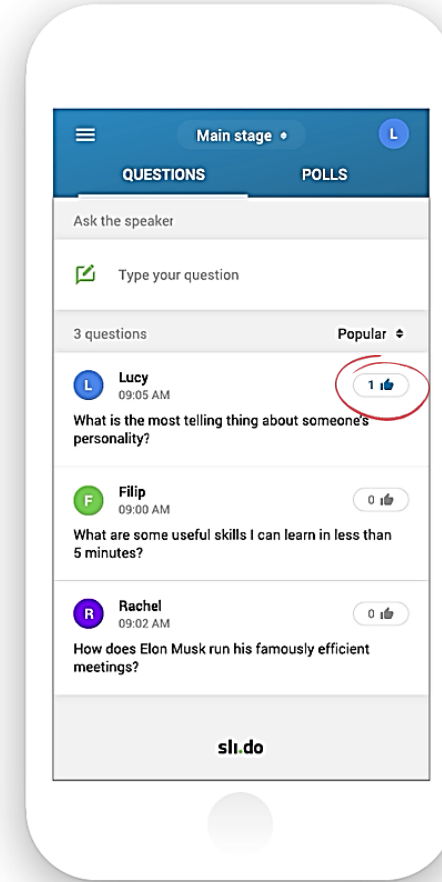 Main stage
L
QUESTIONS POLLS
Ask the speaker
Type your question
3 questions Popular
L Lucy
09:05 AM
1
What is the most telling thing about someone's
personality?
F Filip
09:00 AM
0
What are some useful skills I can learn in less than
5 minutes?
R Rachel
09:02 AM
0
How does Elon Musk run his famously efficient
meetings?
sli.do